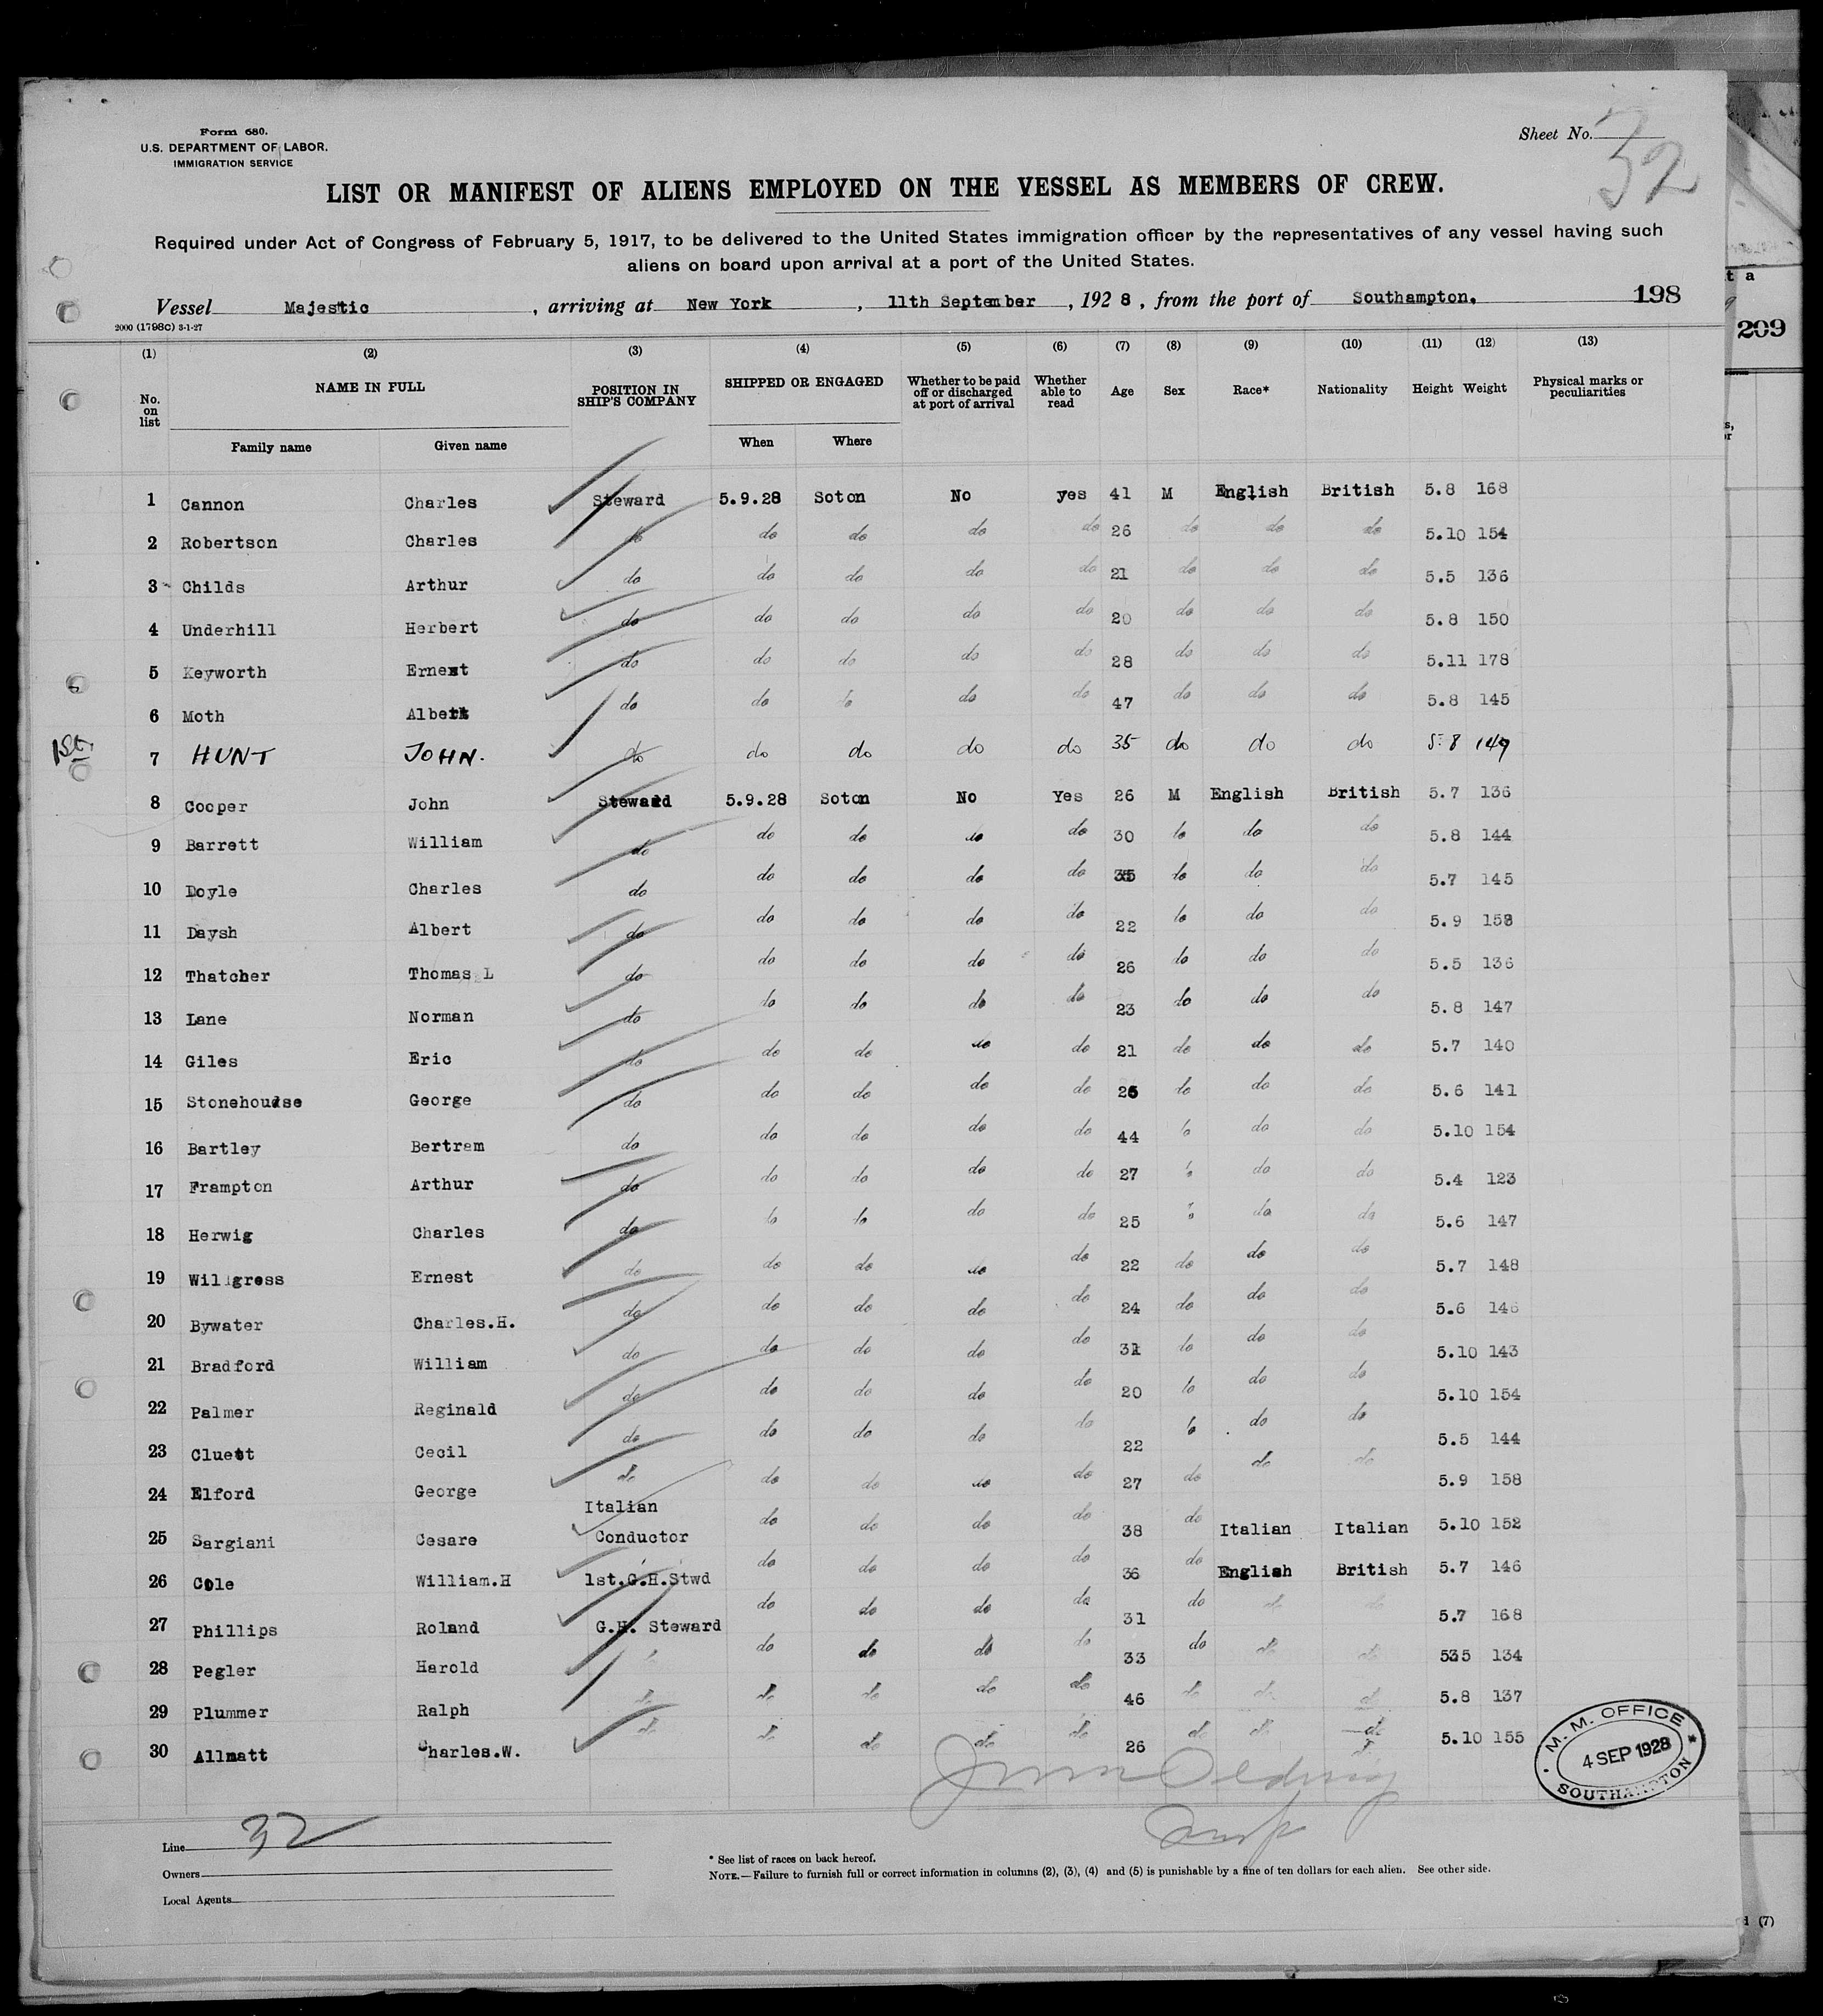 Form 680.
U.S. DEPARTMENT OF LABOR.
IMMIGRATION SERVICE
Sheet No.
32
LIST OR MANIFEST OF ALIENS EMPLOYED ON THE VESSEL AS MEMBERS OF CREW.
Required under Act of Congress of February 5, 1917, to be delivered to the United States immigration officer by the representatives of any vessel having such
aliens on board upon arrival at a port of the United States.
Vessel Majestic, arriving at New York, 11th September, 1928, from the port of Southampton. 198
2000 (1798c) 3-1-27
t a
209
(1) (2) (3) (4) (5) (6) (7) (8) (9) (10) (11) (12) (13)
No. on list NAME IN FULL POSITION IN SHIP'S COMPANY SHIPPED OR ENGAGED Whether to be paid off or discharged at port of arrival Whether able to read Age Sex Race* Nationality Height Weight Physical marks or peculiarities
Family name Given name When Where
1 Cannon Charles Steward 5.9.28 Soton No yes 41 M English British 5.8 168
2 Robertson Charles do do do do do 26 do do do 5.10 154
3 Childs Arthur do do do do do 21 do do do 5.5 136
4 Underhill Herbert do do do do do 20 do do do 5.8 150
5 Keyworth Ernest do do do do do 28 do do do 5.11 178
6 Moth Albert do do do do do 47 do do do 5.8 145
1st.
7 HUNT JOHN. do do do do do 35 do do do 5.8 149
8 Cooper John Steward 5.9.28 Soton No Yes 26 M English British 5.7 136
9 Barrett William do do do do do 30 do do do 5.8 144
10 Doyle Charles do do do do do 35 do do do 5.7 145
11 Daysh Albert do do do do do 22 do do do 5.9 158
12 Thatcher Thomas L do do do do do 26 do do do 5.5 136
13 Lane Norman do do do do do 23 do do do 5.8 147
14 Giles Eric do do do do do 21 do do do 5.7 140
15 Stonehoudse George do do do do do 26 do do do 5.6 141
16 Bartley Bertram do do do do do 44 do do do 5.10 154
17 Frampton Arthur do do do do do 27 do do do 5.4 123
18 Herwig Charles do do do do do 25 do do do 5.6 147
19 Willgress Ernest do do do do do 22 do do do 5.7 148
20 Bywater Charles.H. do do do do do 24 do do do 5.6 146
21 Bradford William do do do do do 31 do do do 5.10 143
22 Palmer Reginald do do do do do 20 do do do 5.10 154
23 Cluett Cecil do do do do do 22 do do do 5.5 144
24 Elford George do do do do do 27 do do do 5.9 158
25 Sargiani Cesare Italian Conductor do do do do 38 do Italian Italian 5.10 152
26 Cole William.H 1st.G.H.Stwd do do do do 36 do English British 5.7 146
27 Phillips Roland G.H. Steward do do do do 31 do do do 5.7 168
28 Pegler Harold do do do do do 33 do do do 535 134
29 Plummer Ralph do do do do do 46 do do do 5.8 137
30 Allmatt Charles.W. do do do do do 26 do do do 5.10 155
M. M. OFFICE
4 SEP 1928
SOUTHAMPTON
Line 32
Owners
Local Agents
* See list of races on back hereof.
NOTE.—Failure to furnish full or correct information in columns (2), (3), (4) and (5) is punishable by a fine of ten dollars for each alien. See other side.
(7)